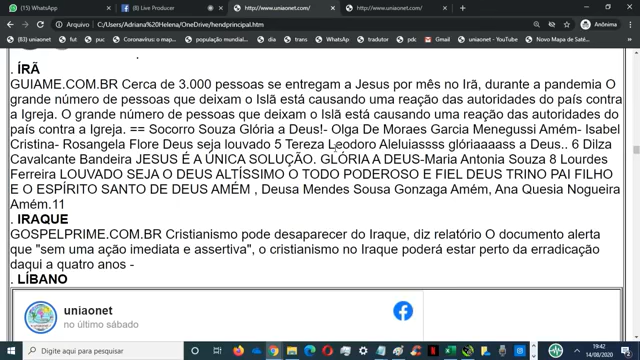 (5) WhatsApp
Live Producer
http://www.uniaonet.com/
http://www.uniaonet.com/
Arquivo
C:/Users/Adriana%20Helena/OneDrive/hendprincipal.htm
Anônima
uniaonet
fut
puc
Coronavírus: o map...
população mundial...
dia
trans
WhatsApp
tradutor
pdc
gmail
uniaonet
YouTube
Novo Mapa de Saté...
. ÍRÃ
GUIAME.COM.BR Cerca de 3.000 pessoas se entregam a Jesus por mês no Irã, durante a pandemia O
grande número de pessoas que deixam o Islã está causando uma reação das autoridades do país contra
a Igreja. O grande número de pessoas que deixam o Islã está causando uma reação das autoridades do
país contra a Igreja. == Socorro Souza Glória a Deus!- Olga De Moraes Garcia Menegussi Amém- Isabel
Cristina- Rosangela Flore Deus seja louvado 5 Tereza Leodoro Aleluiassss glóriaaaass a Deus.. 6 Dilza
Cavalcante Bandeira JESUS É A ÚNICA SOLUÇÃO. GLÓRIA A DEUS-Maria Antonia Souza 8 Lourdes
Ferreira LOUVADO SEJA O DEUS ALTÍSSIMO O TODO PODEROSO E FIEL DEUS TRINO PAI FILHO
E O ESPÍRITO SANTO DE DEUS AMÉM , Deusa Mendes Sousa Gonzaga Amém, Ana Quesia Nogueira
Amém.11
. IRAQUE
GOSPELPRIME.COM.BR Cristianismo pode desaparecer do Iraque, diz relatório O documento alerta
que "sem uma ação imediata e assertiva", o cristianismo no Iraque poderá estar perto da erradicação
daqui a quatro anos -
. LÍBANO
uniaonet
no último sábado
Digite aqui para pesquisar
19:42
14/08/2020